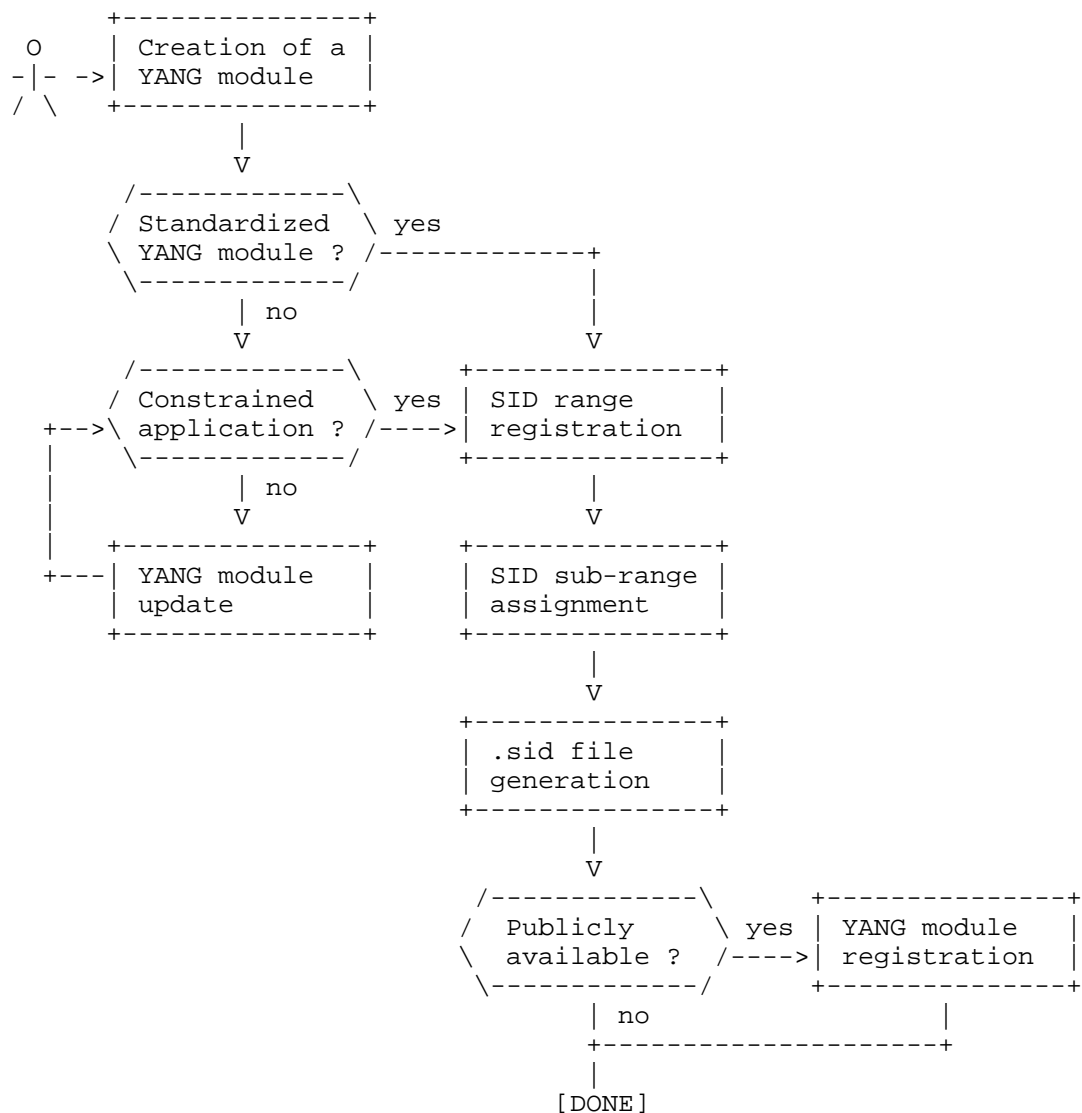 Creation of a
YANG module
Standardized
YANG module ?
yes
no
Constrained
application ?
yes
SID range
registration
no
YANG module
update
SID sub-range
assignment
.sid file
generation
Publicly
available ?
yes
YANG module
registration
no
[DONE]